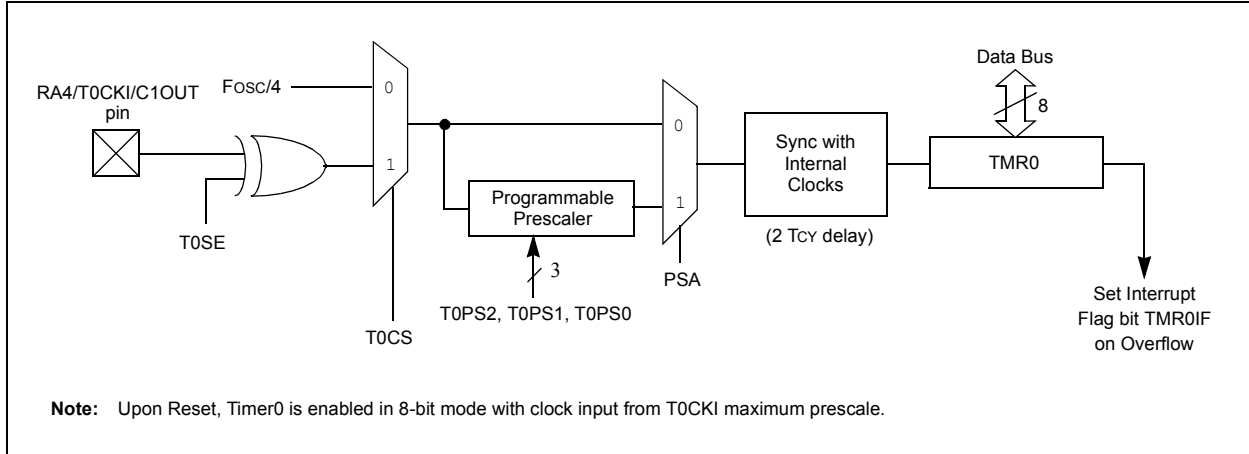 RA4/T0CKI/C1OUT
pin
T0SE
FOSC/4
0
1
T0CS
Programmable
Prescaler
3
T0PS2, T0PS1, T0PS0
0
1
PSA
Sync with
Internal
Clocks
(2 TCY delay)
Data Bus
8
TMR0
Set Interrupt
Flag bit TMR0IF
on Overflow
Note: Upon Reset, Timer0 is enabled in 8-bit mode with clock input from T0CKI maximum prescale.